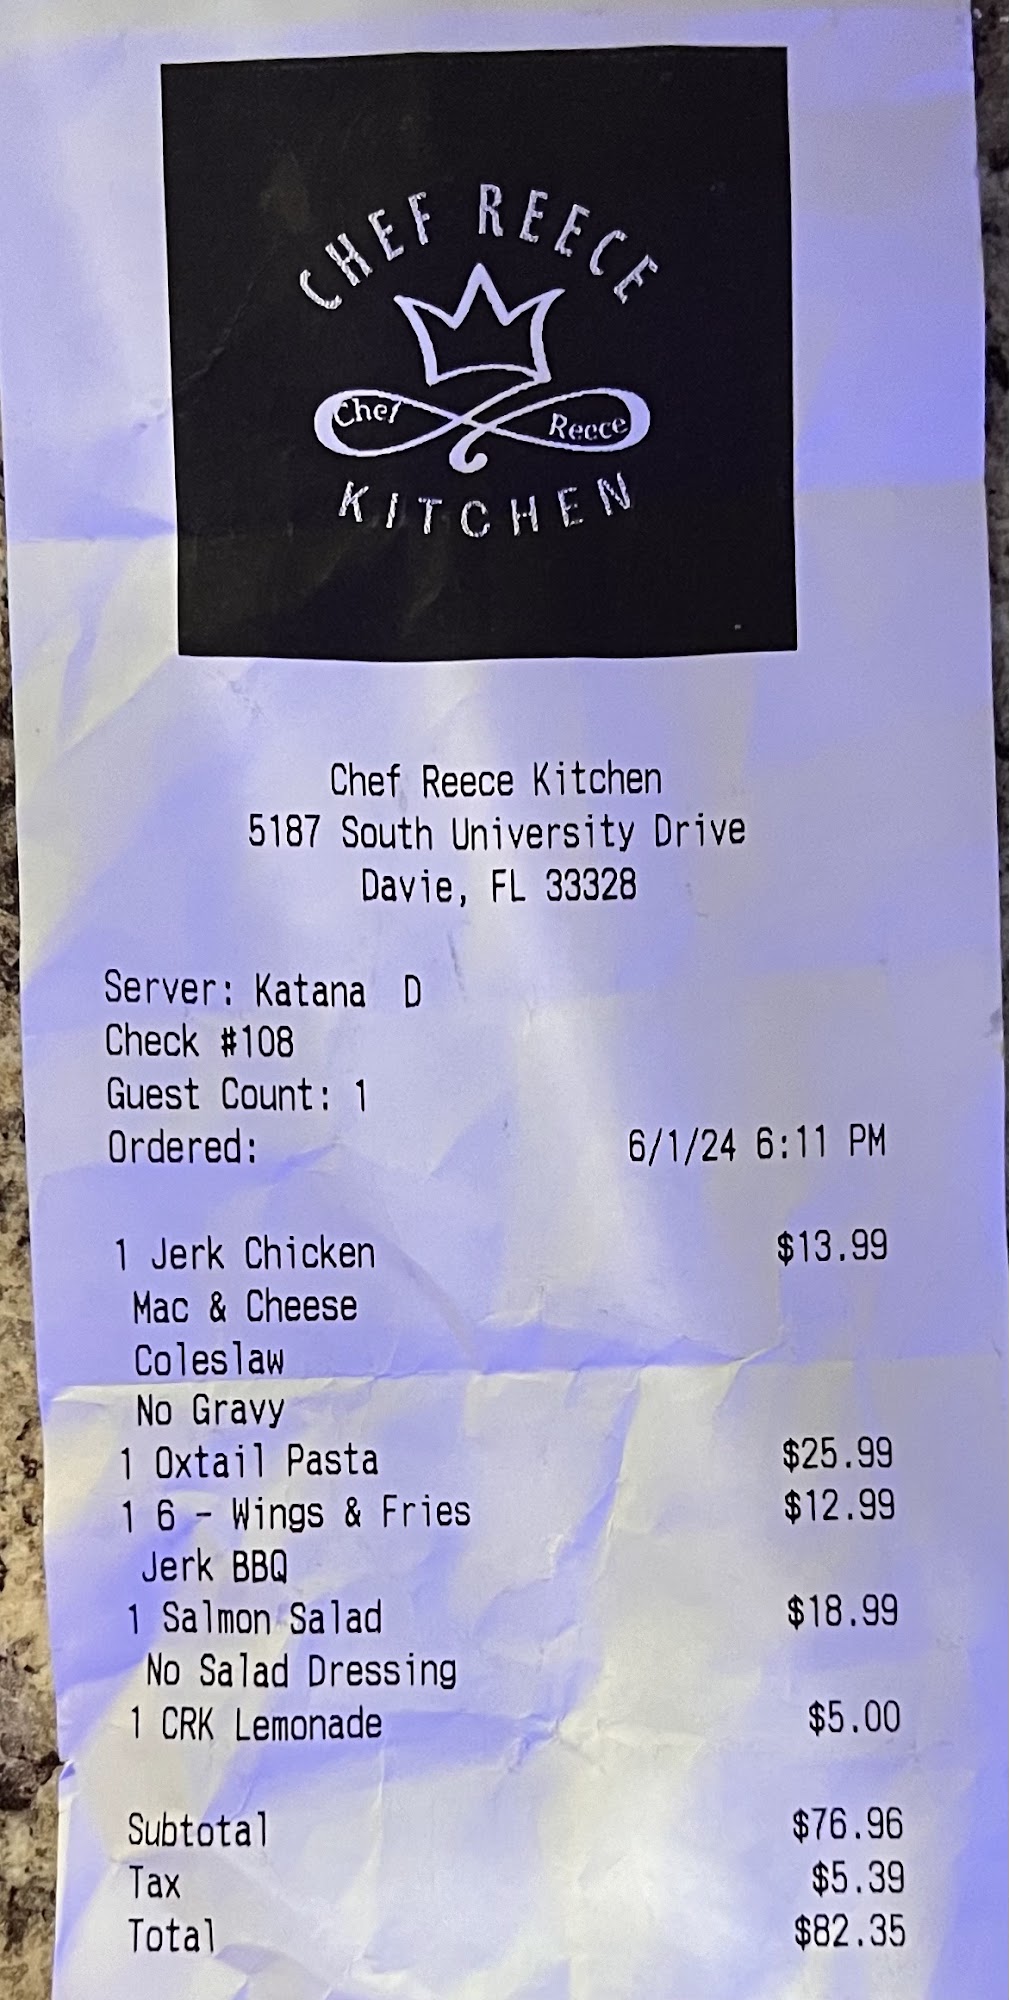 CHEF REECE
Chef Reece
KITCHEN
Chef Reece Kitchen
5187 South University Drive
Davie, FL 33328
Server: Katana D
Check #108
Guest Count: 1
Ordered: 6/1/24 6:11 PM
1 Jerk Chicken $13.99
Mac & Cheese
Coleslaw
No Gravy
1 Oxtail Pasta $25.99
1 6 - Wings & Fries $12.99
Jerk BBQ
1 Salmon Salad $18.99
No Salad Dressing
1 CRK Lemonade $5.00
Subtotal $76.96
Tax $5.39
Total $82.35